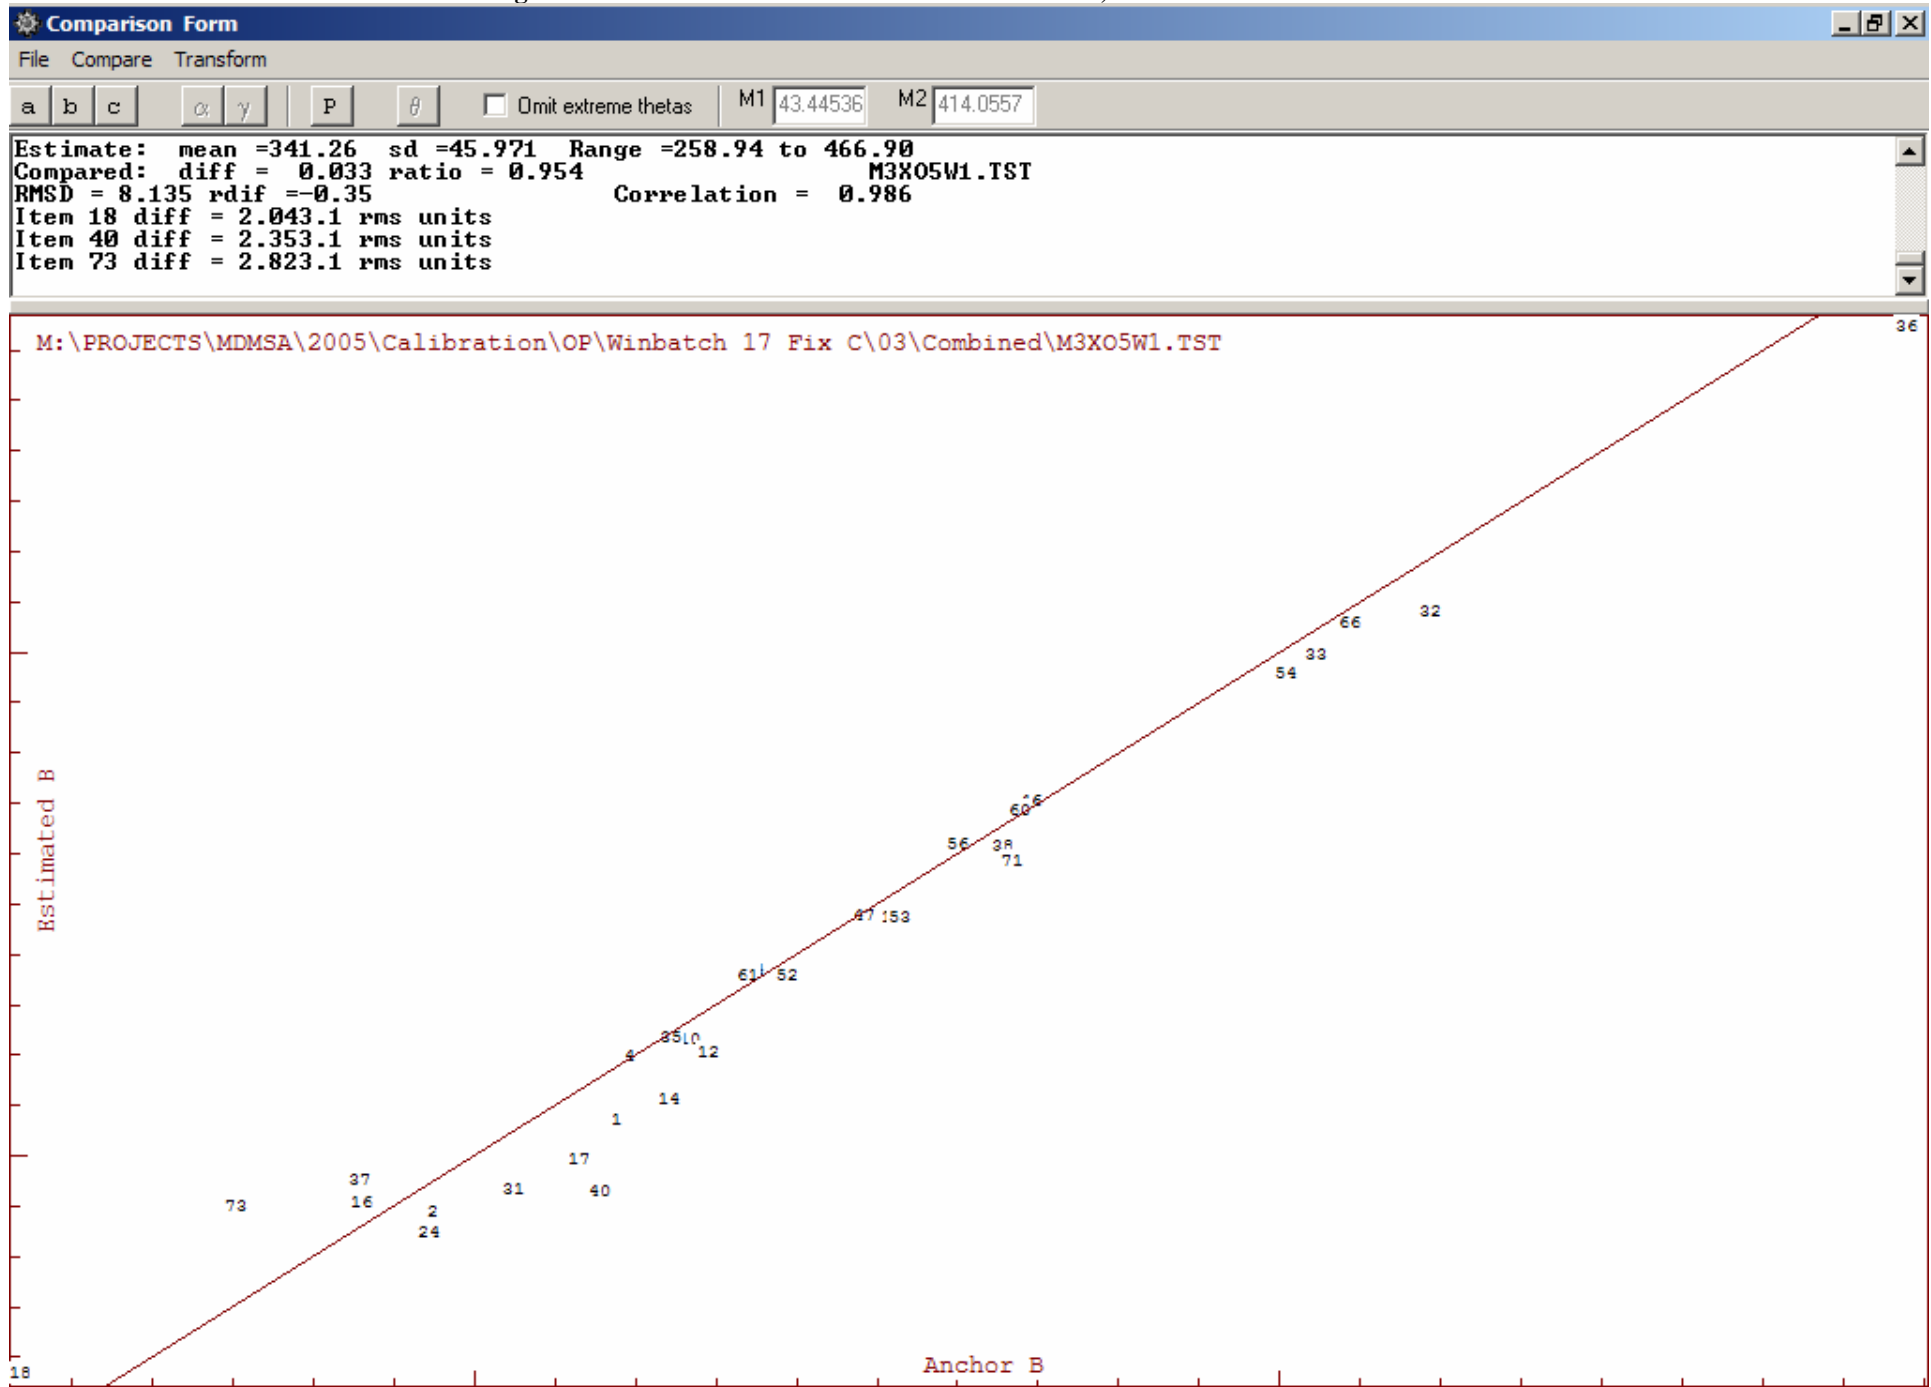 Comparison Form
File Compare Transform
a b c α γ P θ Omit extreme thetas M1 43.44536 M2 414.0557
Estimate: mean =341.26 sd =45.971 Range =258.94 to 466.90
Compared: diff = 0.033 ratio = 0.954 M3XO5W1.TST
RMSD = 8.135 rdif =-0.35 Correlation = 0.986
Item 18 diff = 2.043.1 rms units
Item 40 diff = 2.353.1 rms units
Item 73 diff = 2.823.1 rms units
36
M:\PROJECTS\MDMSA\2005\Calibration\OP\Winbatch 17 Fix C\03\Combined\M3XO5W1.TST
32
66
33
54
60
56 38
71
47 153
61 52
35 10
4 12
14
1
17
37 31 40
73 16
2
24
Estimated B
18
Anchor B